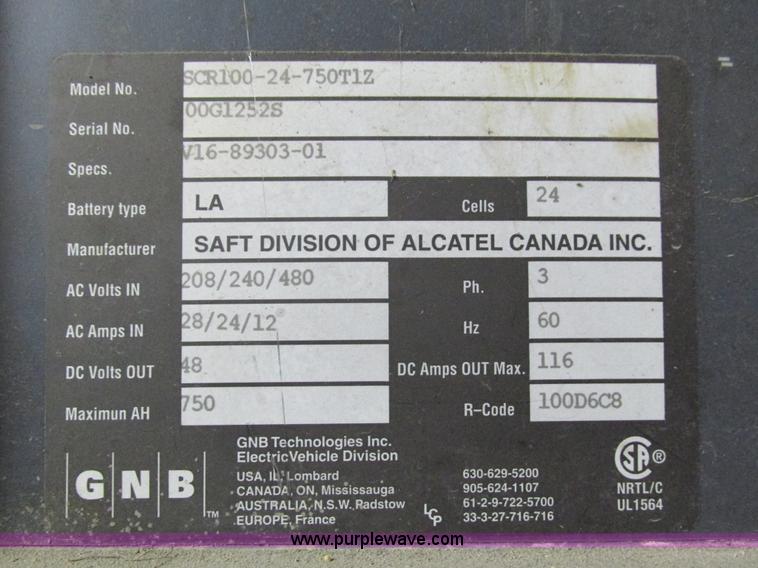 Model No. SCR100-24-750T1Z
Serial No. 00G1252S
Specs. V16-89303-01
Battery type LA Cells 24
Manufacturer SAFT DIVISION OF ALCATEL CANADA INC.
AC Volts IN 208/240/480 Ph. 3
AC Amps IN 28/24/12 Hz 60
DC Volts OUT 48 DC Amps OUT Max. 116
Maximun AH 750 R-Code 100D6C8
GNB Technologies Inc.
ElectricVehicle Division
USA, IL, Lombard 630-629-5200
CANADA, ON, Mississauga 905-624-1107
AUSTRALIA, N.S.W. Padstow 61-2-9-722-5700
EUROPE, France 33-3-27-716-716
GNB™
LCP
SA®
NRTL/C
UL1564
www.purplewave.com